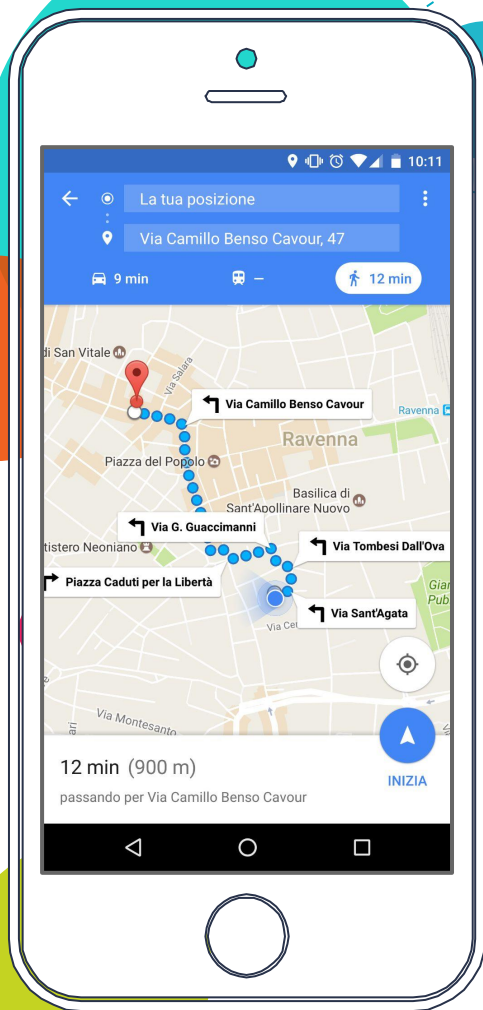 10:11
La tua posizione
Via Camillo Benso Cavour, 47
9 min
–
12 min
di San Vitale
Via Salara
Via Camillo Benso Cavour
Ravenna
Ravenna
Piazza del Popolo
Basilica di
Sant'Apollinare Nuovo
Via G. Guaccimanni
tistero Neoniano
Via Tombesi Dall'Ova
Piazza Caduti per la Libertà
Giar
Pub
Via Sant'Agata
Via Cer
Via Montesanto
ari
12 min (900 m)
INIZIA
passando per Via Camillo Benso Cavour